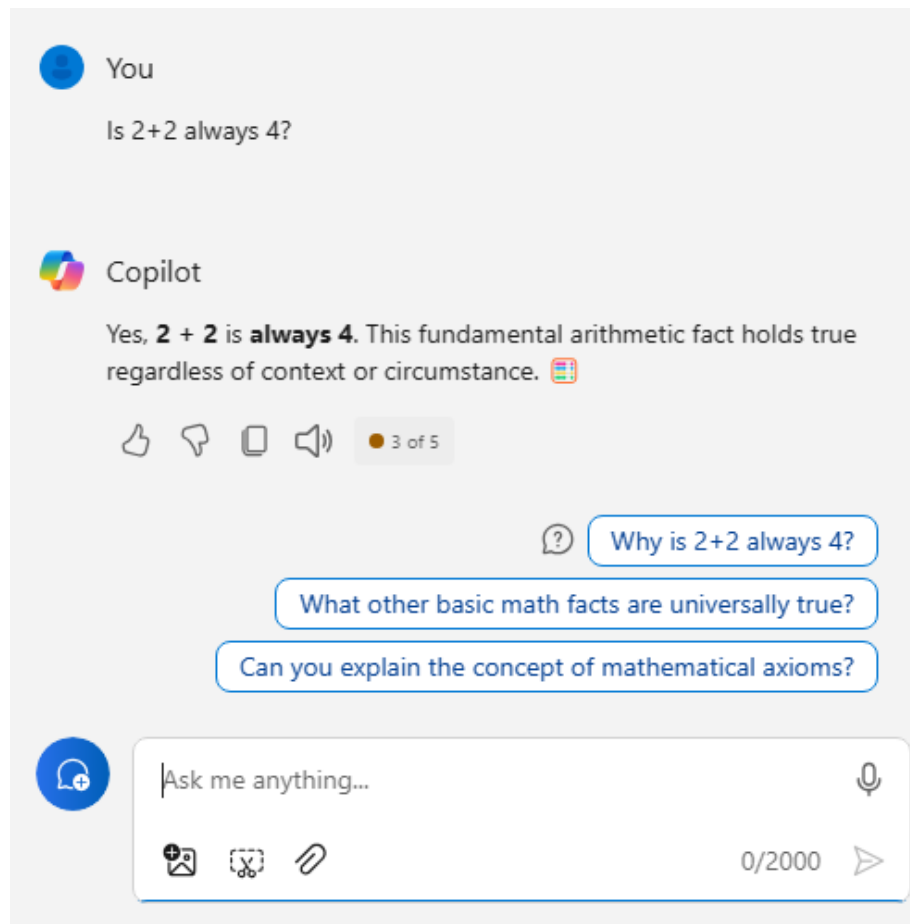 You
Is 2+2 always 4?
Copilot
Yes, 2 + 2 is always 4. This fundamental arithmetic fact holds true
regardless of context or circumstance.
3 of 5
Why is 2+2 always 4?
What other basic math facts are universally true?
Can you explain the concept of mathematical axioms?
Ask me anything...
0/2000